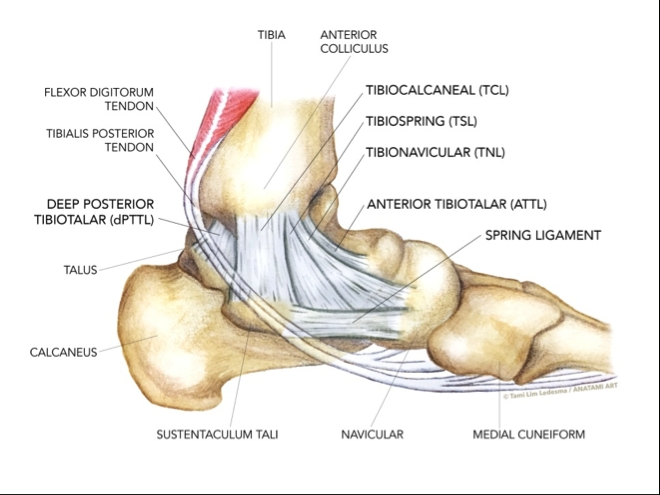 TIBIA
ANTERIOR
COLLICULUS
FLEXOR DIGITORUM
TENDON
TIBIALIS POSTERIOR
TENDON
DEEP POSTERIOR
TIBIOTALAR (dPTTL)
TALUS
CALCANEUS
TIBIOCALCANEAL (TCL)
TIBIOSPRING (TSL)
TIBIONAVICULAR (TNL)
ANTERIOR TIBIOTALAR (ATTL)
SPRING LIGAMENT
© Tami Lim Ledesma / ANATAMI ART
SUSTENTACULUM TALI
NAVICULAR
MEDIAL CUNEIFORM